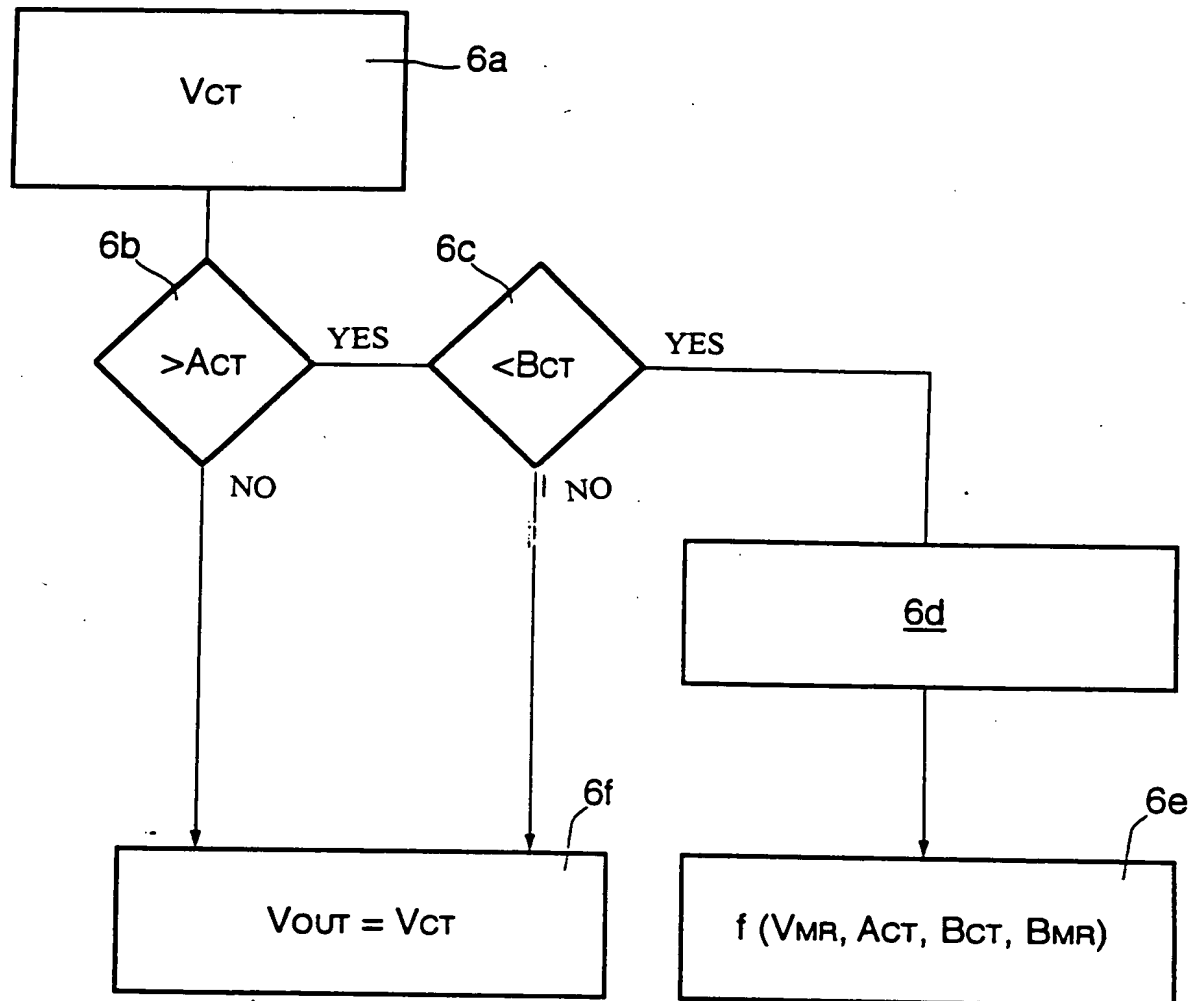 6a
VCT
6b
6c
>ACT
YES
<BCT
YES
NO
NO
6d
6f
6e
VOUT = VCT
f (VMR, ACT, BCT, BMR)